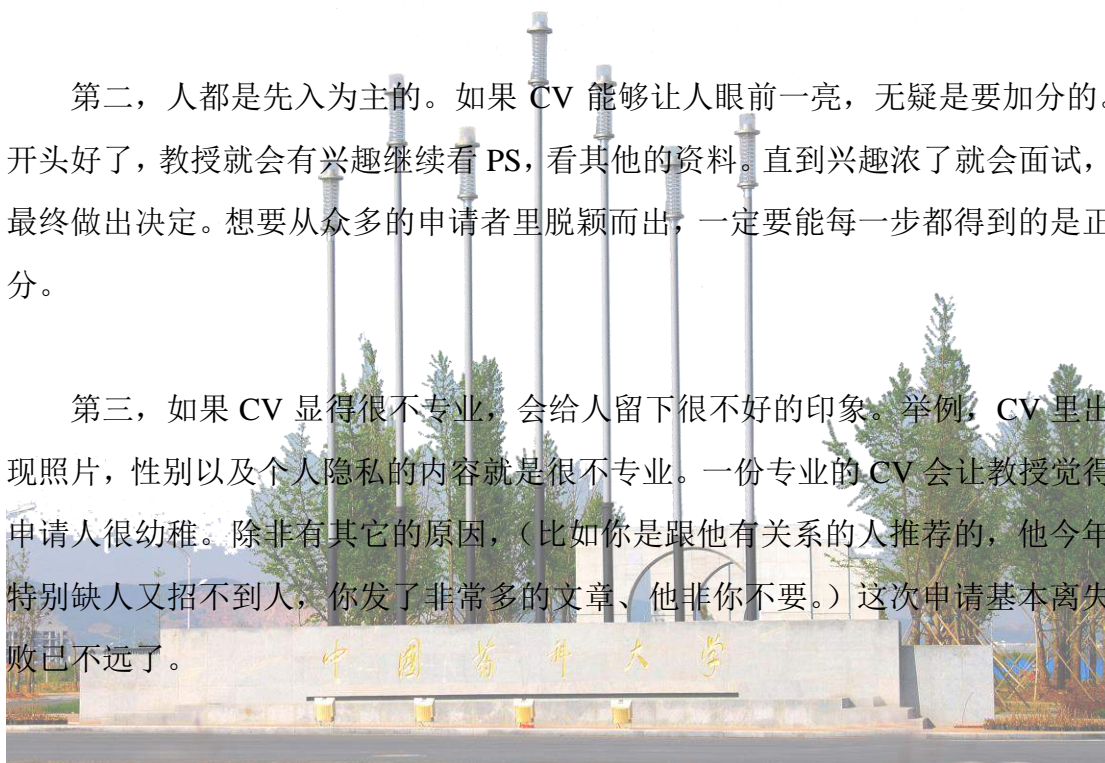 第二，人都是先入为主的。如果 CV 能够让人眼前一亮，无疑是要加分的。
开头好了，教授就会有兴趣继续看 PS，看其他的资料。直到兴趣浓了就会面试，
最终做出决定。想要从众多的申请者里脱颖而出，一定要能每一步都得到的是正
分。
第三，如果 CV 显得很不专业，会给人留下很不好的印象。举例，CV 里出
现照片，性别以及个人隐私的内容就是很不专业。一份专业的 CV 会让教授觉得
申请人很幼稚。除非有其它的原因，（比如你是跟他有关系的人推荐的，他今年
特别缺人又招不到人，你发了非常多的文章、他非你不要。）这次申请基本离失
败已不远了。
中国药科大学